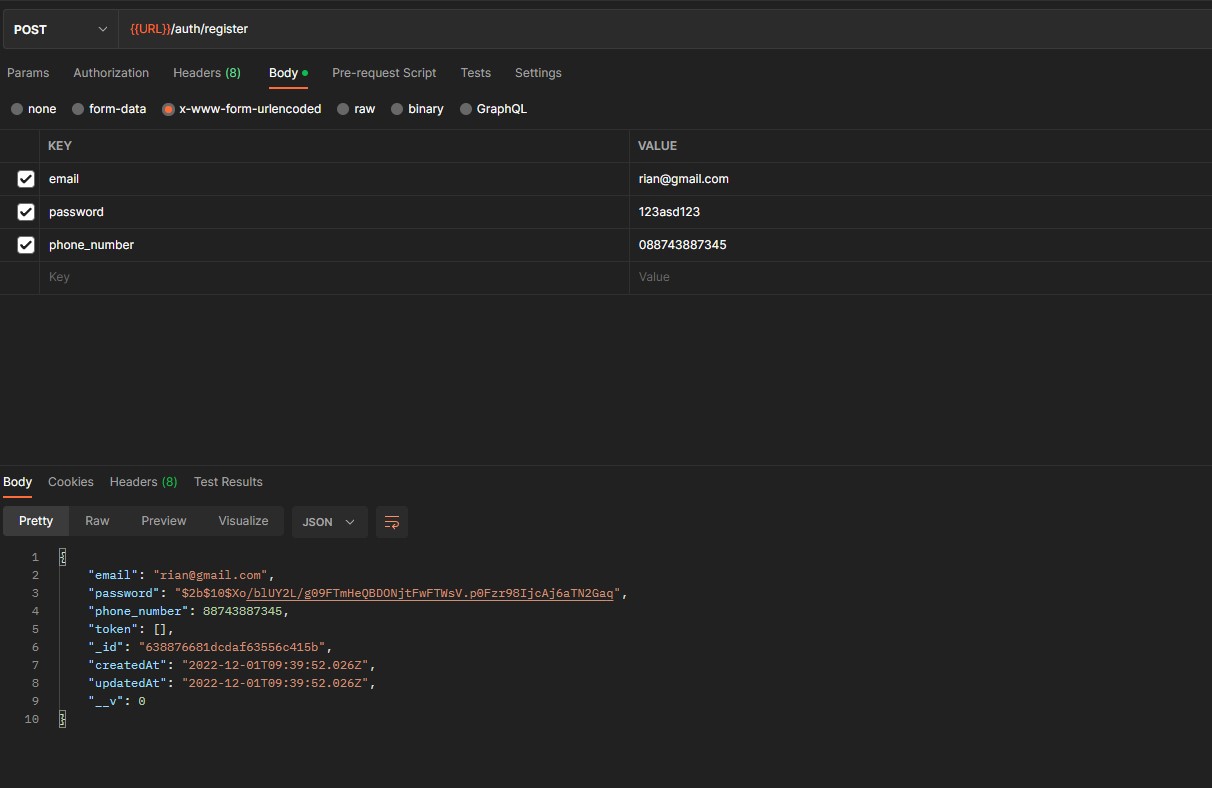 POST {{URL}}/auth/register
Params Authorization Headers (8) Body Pre-request Script Tests Settings
none form-data x-www-form-urlencoded raw binary GraphQL
KEY VALUE
email rian@gmail.com
password 123asd123
phone_number 088743887345
Key Value
Body Cookies Headers (8) Test Results
Pretty Raw Preview Visualize JSON
1 {
2 "email": "rian@gmail.com",
3 "password": "$2b$10$Xo/blUY2L/g09FTmHeQBDONjtFwFTWsV.p0Fzr98IjcAj6aTN2Gaq",
4 "phone_number": 88743887345,
5 "token": [],
6 "_id": "638876681dcdaf63556c415b",
7 "createdAt": "2022-12-01T09:39:52.026Z",
8 "updatedAt": "2022-12-01T09:39:52.026Z",
9 "__v": 0
10 }